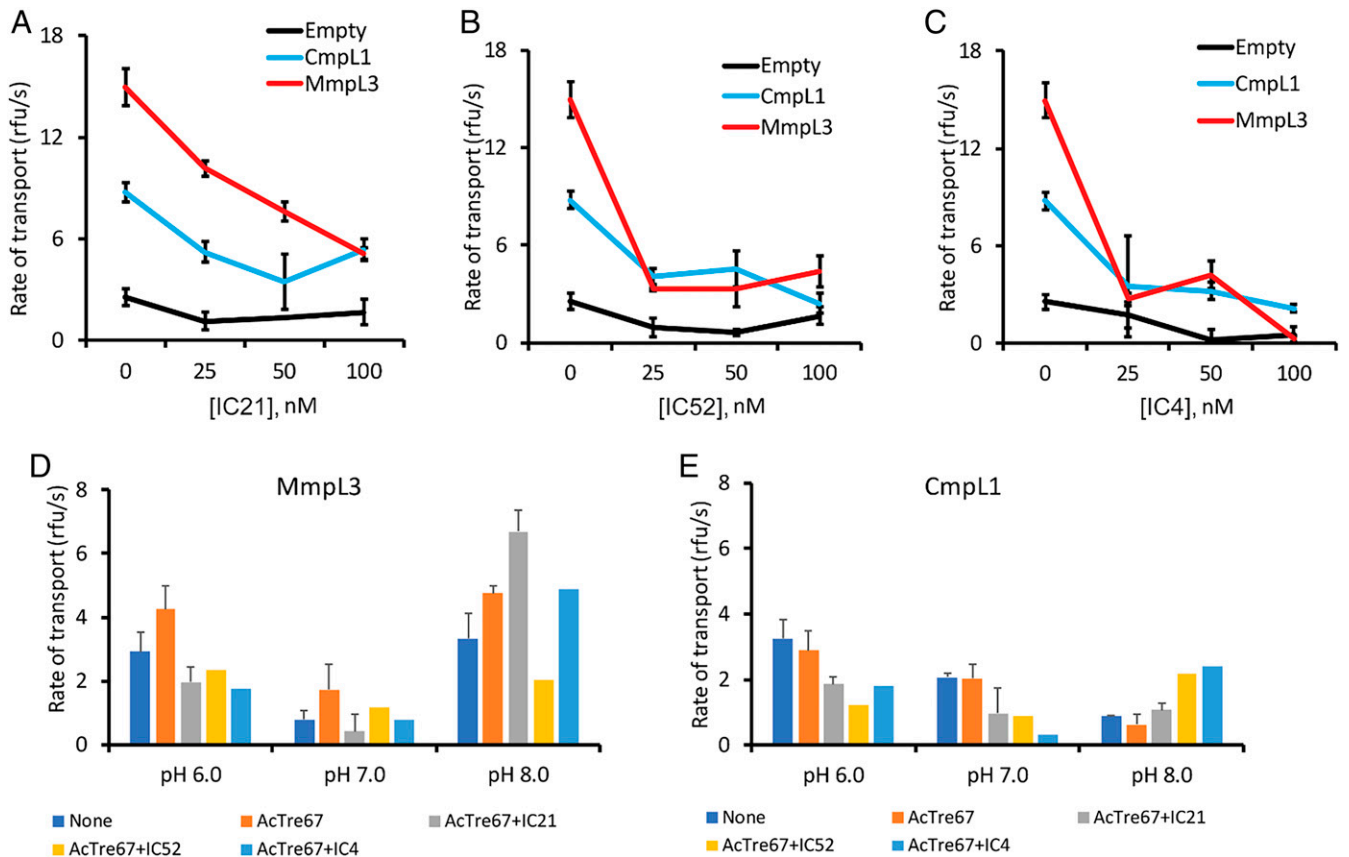 A
Empty
CmpL1
MmpL3
Rate of transport (rfu/s)
18
12
6
0
0 25 50 100
[IC21], nM
B
Empty
CmpL1
MmpL3
Rate of transport (rfu/s)
18
12
6
0
0 25 50 100
[IC52], nM
C
Empty
CmpL1
MmpL3
Rate of transport (rfu/s)
18
12
6
0
0 25 50 100
[IC4], nM
D
MmpL3
Rate of transport (rfu/s)
8
6
4
2
0
pH 6.0 pH 7.0 pH 8.0
None AcTre67 AcTre67+IC21
AcTre67+IC52 AcTre67+IC4
E
CmpL1
Rate of transport (rfu/s)
8
6
4
2
0
pH 6.0 pH 7.0 pH 8.0
None AcTre67 AcTre67+IC21
AcTre67+IC52 AcTre67+IC4